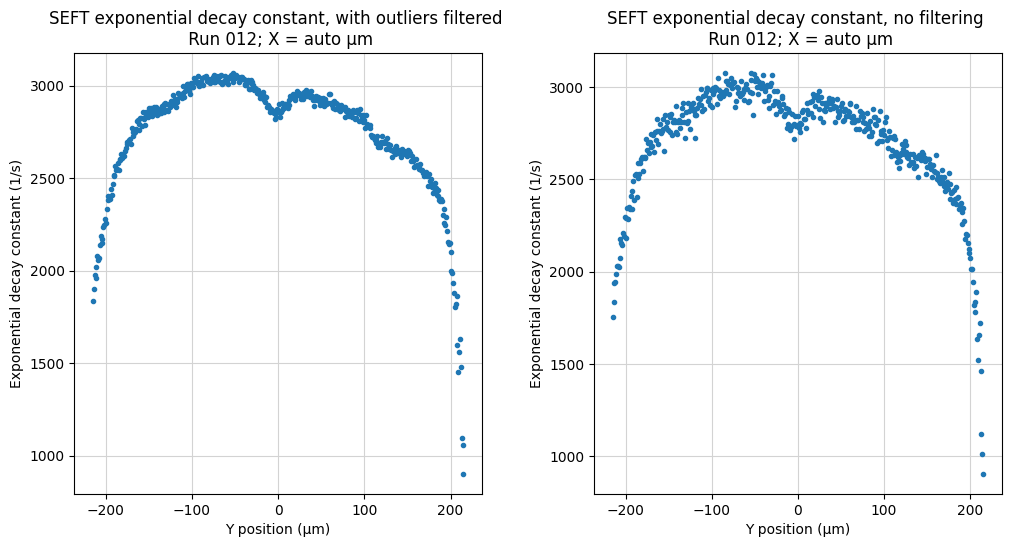 SEFT exponential decay constant, with outliers filtered
Run 012; X = auto μm
3000
2500
2000
1500
1000
Exponential decay constant (1/s)
−200
−100
0
100
200
Y position (μm)
SEFT exponential decay constant, no filtering
Run 012; X = auto μm
3000
2500
2000
1500
1000
Exponential decay constant (1/s)
−200
−100
0
100
200
Y position (μm)